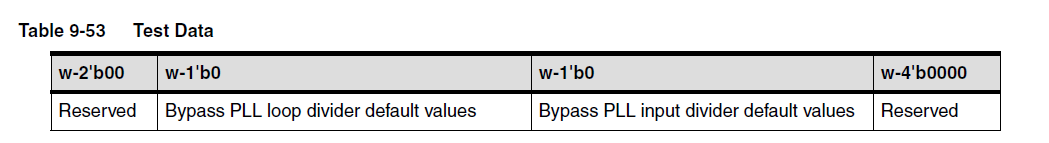 Table 9-53 Test Data
w-2'b00 w-1'b0 w-1'b0 w-4'b0000
Reserved Bypass PLL loop divider default values Bypass PLL input divider default values Reserved